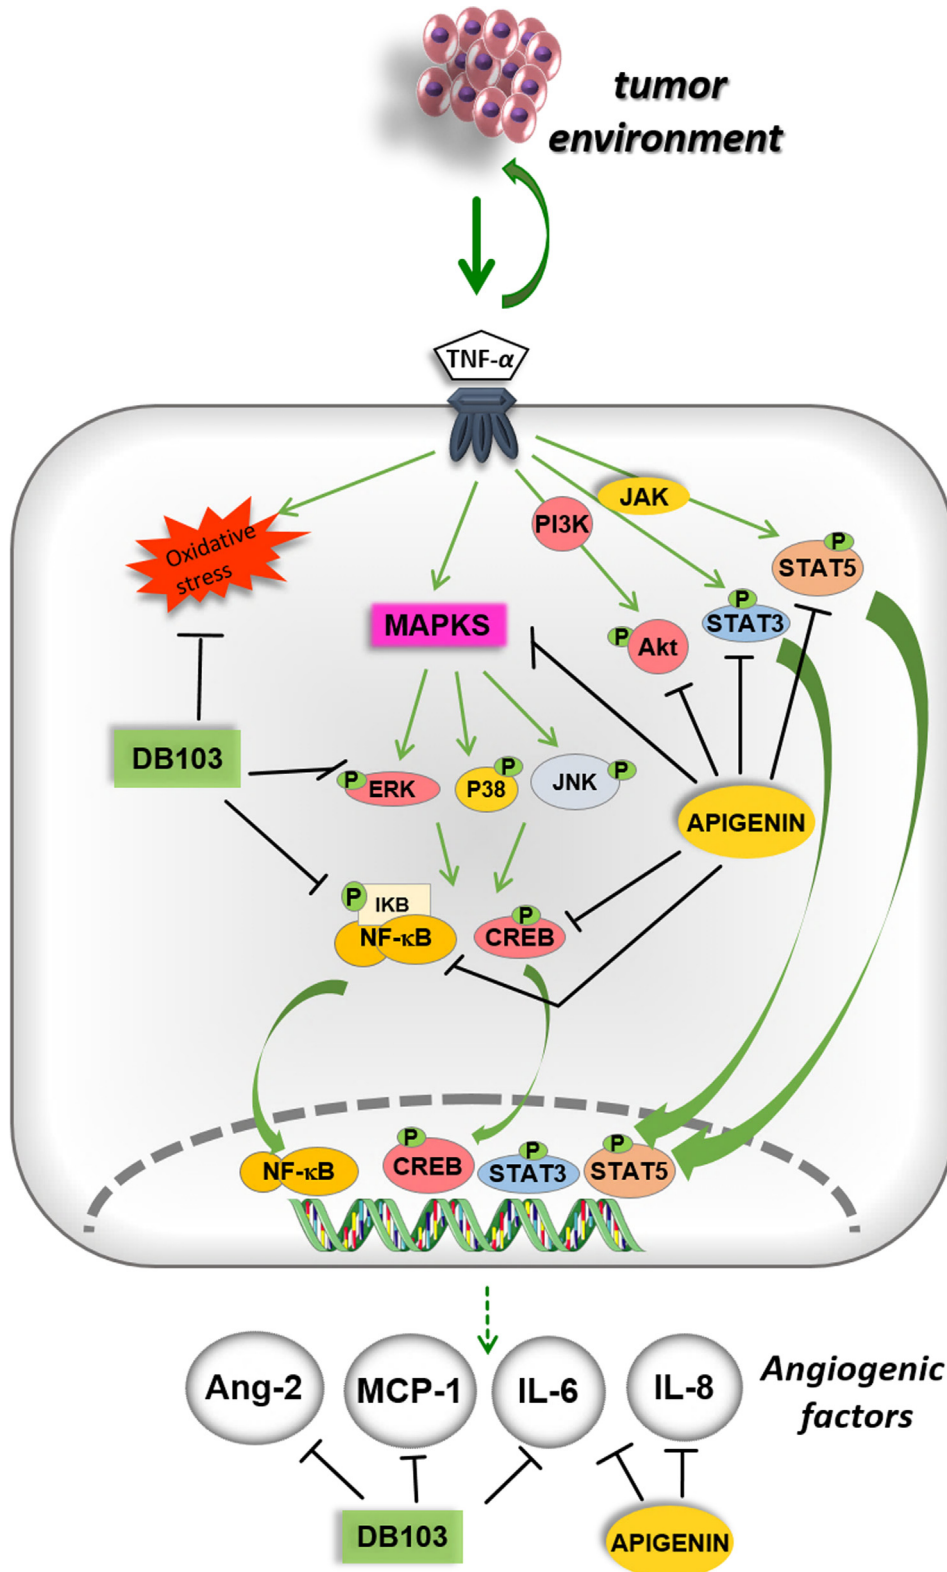 tumor
environment
TNF-α
JAK
PI3K
P
STAT5
Oxidative
stress
P
STAT3
MAPKS
P
Akt
DB103
P
ERK
P
P38
JNK
P
APIGENIN
P
IKB
NF-κB
P
CREB
NF-κB
P
CREB
P
STAT3
P
STAT5
Ang-2
MCP-1
IL-6
IL-8
Angiogenic
factors
DB103
APIGENIN